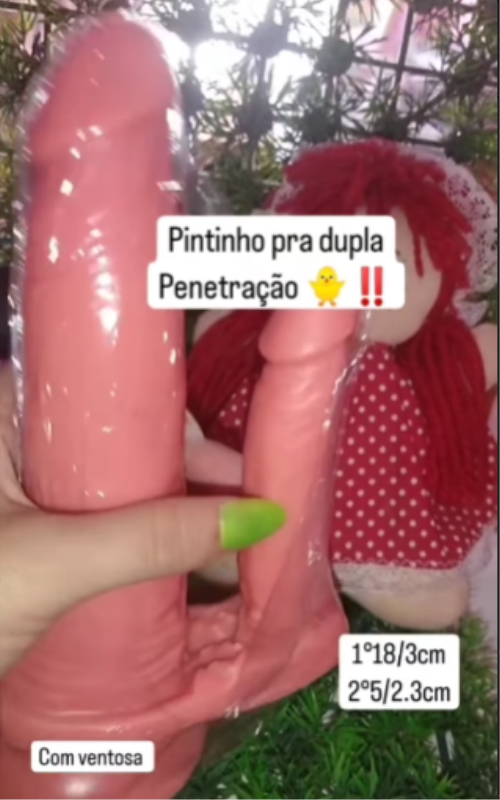 Pintinho pra dupla
Penetração 🐥 ‼️
1°18/3cm
2°5/2.3cm
Com ventosa